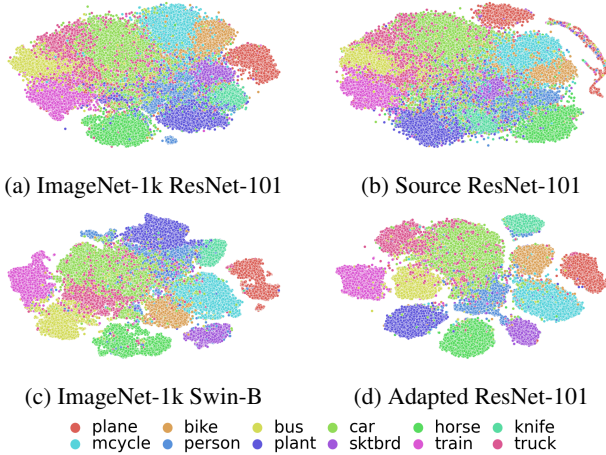 (a) ImageNet-1k ResNet-101
(b) Source ResNet-101
(c) ImageNet-1k Swin-B
(d) Adapted ResNet-101
plane bike bus car horse knife
mcycle person plant sktbrd train truck